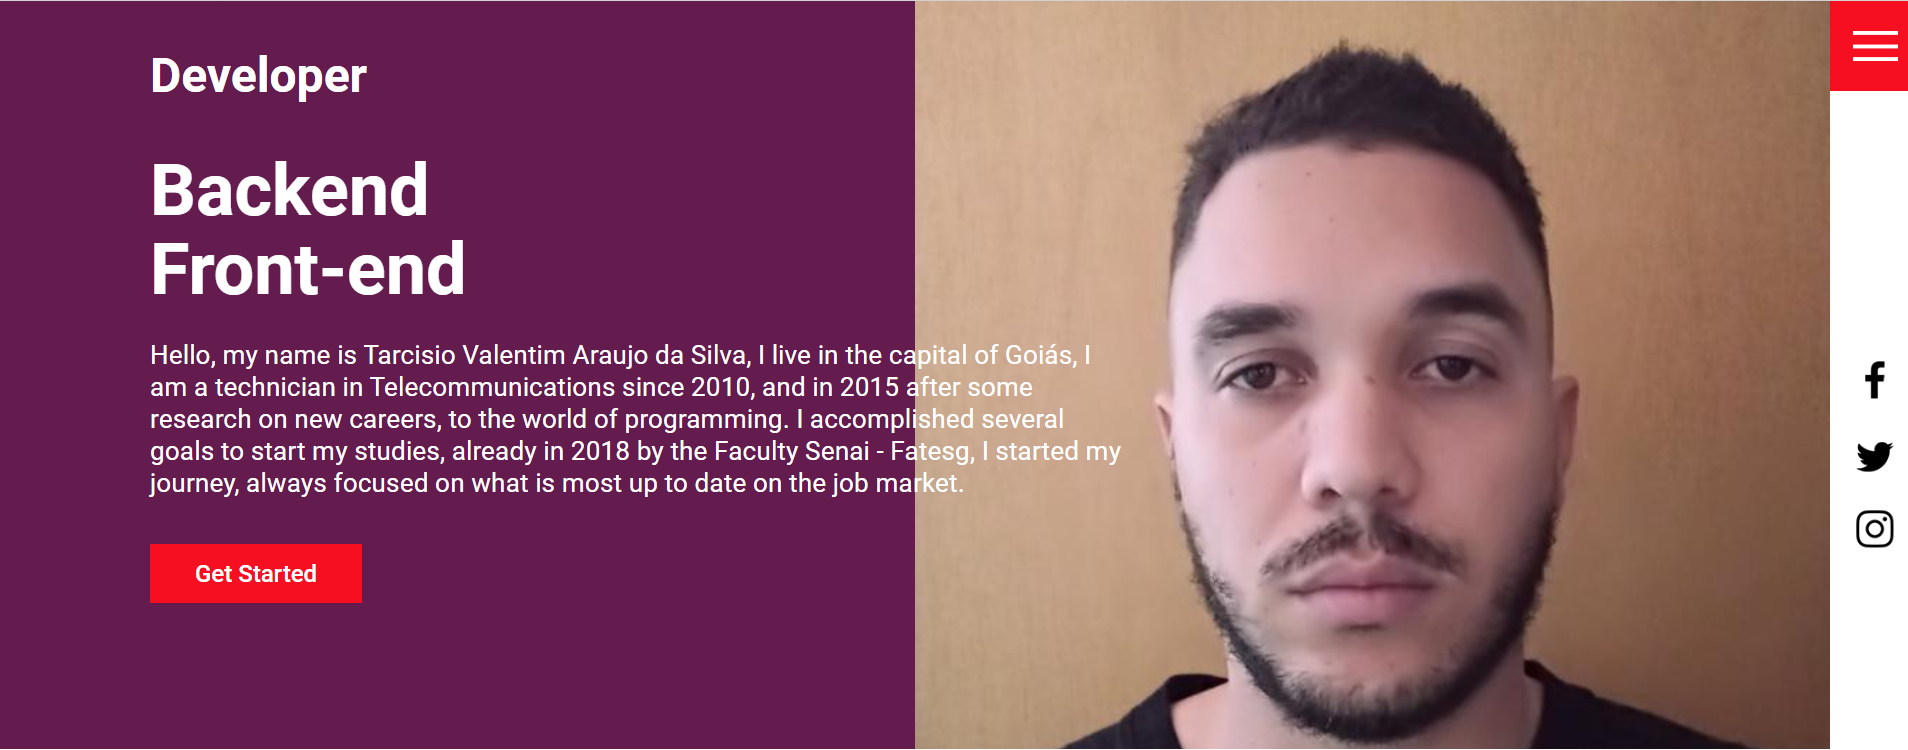 Developer
Backend
Front-end
Hello, my name is Tarcisio Valentim Araujo da Silva, I live in the capital of Goiás, I
am a technician in Telecommunications since 2010, and in 2015 after some
research on new careers, to the world of programming. I accomplished several
goals to start my studies, already in 2018 by the Faculty Senai - Fatesg, I started my
journey, always focused on what is most up to date on the job market.
Get Started